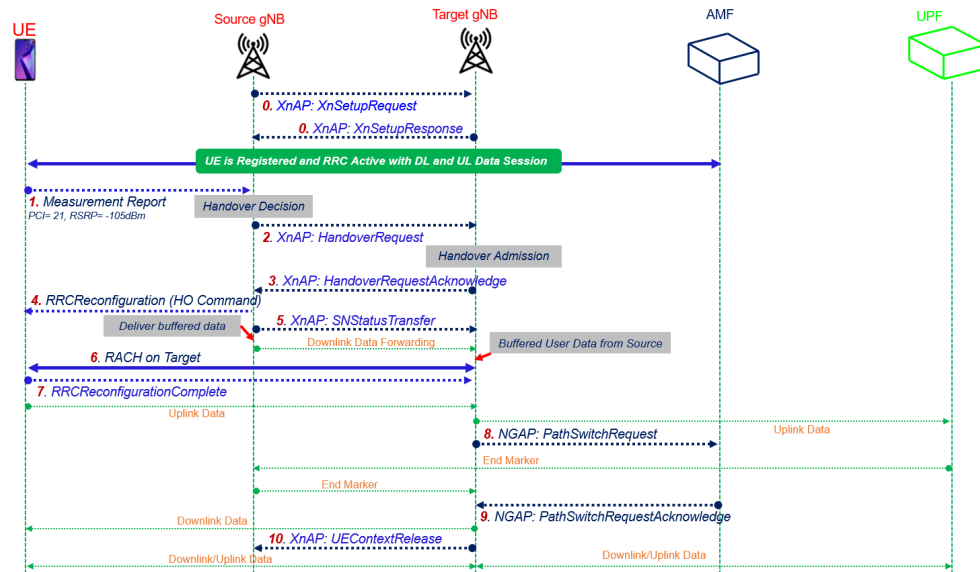 UE
Source gNB
Target gNB
AMF
UPF
0. XnAP: XnSetupRequest
0. XnAP: XnSetupResponse
UE is Registered and RRC Active with DL and UL Data Session
1. Measurement Report
PCI= 21, RSRP= -105dBm
Handover Decision
2. XnAP: HandoverRequest
Handover Admission
3. XnAP: HandoverRequestAcknowledge
4. RRCReconfiguration (HO Command)
Deliver buffered data
5. XnAP: SNStatusTransfer
Downlink Data Forwarding
Buffered User Data from Source
6. RACH on Target
7. RRCReconfigurationComplete
Uplink Data
Uplink Data
8. NGAP: PathSwitchRequest
End Marker
End Marker
9. NGAP: PathSwitchRequestAcknowledge
Downlink Data
10. XnAP: UEContextRelease
Downlink/Uplink Data
Downlink/Uplink Data